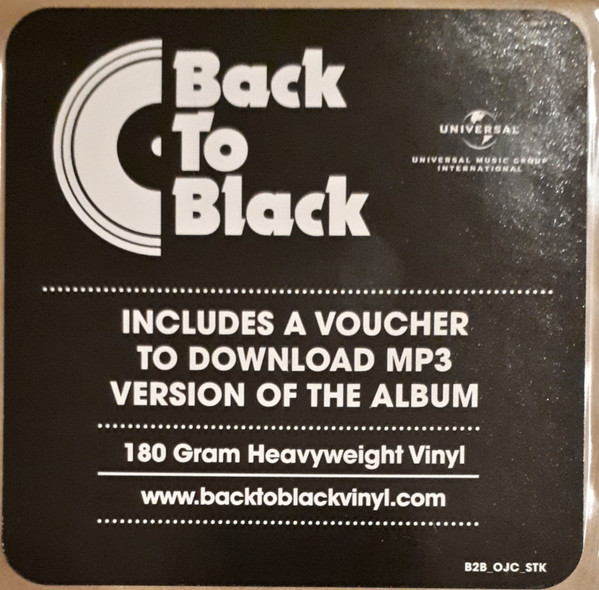 Back
To
Black
UNIVERSAL
UNIVERSAL MUSIC GROUP
INTERNATIONAL
INCLUDES A VOUCHER
TO DOWNLOAD MP3
VERSION OF THE ALBUM
180 Gram Heavyweight Vinyl
www.backtoblackvinyl.com
B2B_OJC_STK